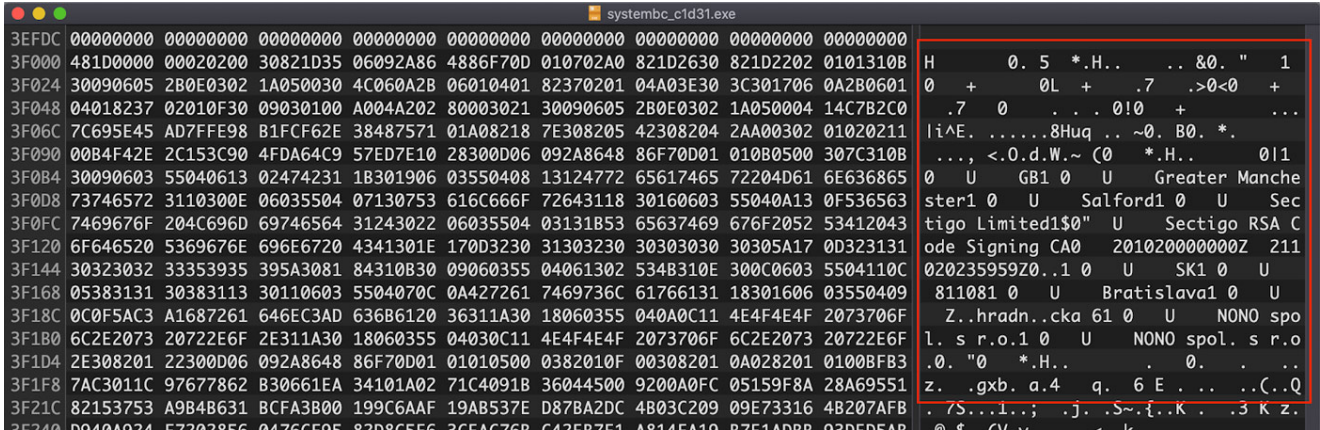 systembc_c1d31.exe
3EFDC 00000000 00000000 00000000 00000000 00000000 00000000 00000000 00000000 00000000
3F000 481D0000 00020200 30821D35 06092A86 4886F70D 010702A0 821D2630 821D2202 0101310B H 0. 5 *.H.. .. &0. " 1
3F024 30090605 2B0E0302 1A050030 4C060A2B 06010401 82370201 04A03E30 3C301706 0A2B0601 0 + 0L + .7 .>0<0 +
3F048 04018237 02010F30 09030100 A004A202 80003021 30090605 2B0E0302 1A050004 14C7B2C0 .7 0 . . . 0!0 + ...
3F06C 7C695E45 AD7FFE98 B1FCF62E 38487571 01A08218 7E308205 42308204 2AA00302 01020211 |i^E. ......8Huq .. ~0. B0. *.
3F090 00B4F42E 2C153C90 4FDA64C9 57ED7E10 28300D06 092A8648 86F70D01 010B0500 307C310B ..., <.O.d.W.~ (0 *.H.. 0|1
3F0B4 30090603 55040613 02474231 1B301906 03550408 13124772 65617465 72204D61 6E636865 0 U GB1 0 U Greater Manche
3F0D8 73746572 3110300E 06035504 07130753 616C666F 72643118 30160603 55040A13 0F536563 ster1 0 U Salford1 0 U Sec
3F0FC 7469676F 204C696D 69746564 31243022 06035504 03131B53 65637469 676F2052 53412043 tigo Limited1$0" U Sectigo RSA C
3F120 6F646520 5369676E 696E6720 4341301E 170D3230 31303230 30303030 30305A17 0D323131 ode Signing CA0 201020000000Z 211
3F144 30323032 33353935 395A3081 84310B30 09060355 04061302 534B310E 300C0603 5504110C 020235959Z0..1 0 U SK1 0 U
3F168 05383131 30383113 30110603 5504070C 0A427261 7469736C 61766131 18301606 03550409 811081 0 U Bratislava1 0 U
3F18C 0C0F5AC3 A1687261 646EC3AD 636B6120 36311A30 18060355 040A0C11 4E4F4E4F 2073706F Z..hradn..cka 61 0 U NONO spo
3F1B0 6C2E2073 20722E6F 2E311A30 18060355 04030C11 4E4F4E4F 2073706F 6C2E2073 20722E6F l. s r.o.1 0 U NONO spol. s r.o
3F1D4 2E308201 22300D06 092A8648 86F70D01 01010500 0382010F 00308201 0A028201 0100BFB3 .0. "0 *.H.. . 0. . ..
3F1F8 7AC3011C 97677862 B30661EA 34101A02 71C4091B 36044500 9200A0FC 05159F8A 28A69551 z. .gxb. a.4 q. 6 E . .. ..(..Q
3F21C 82153753 A9B4B631 BCFA3B00 199C6AAF 19AB537E D87BA2DC 4B03C209 09E73316 4B207AFB . 7S...1..; .j. .S~.{..K . .3 K z.